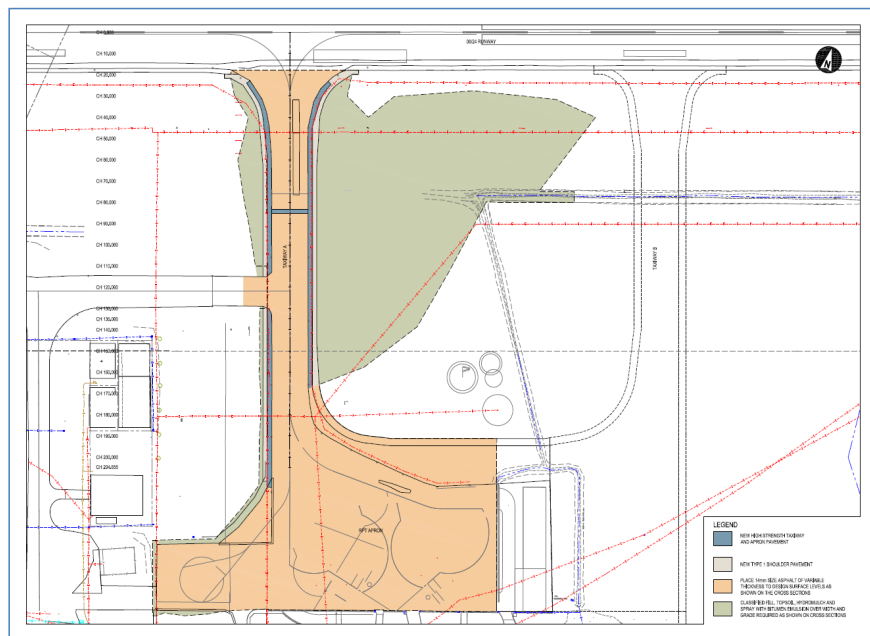 CH 0,000
06/24 RUNWAY
CH 10,000
CH 20,000
CH 30,000
CH 40,000
CH 50,000
CH 60,000
CH 70,000
CH 80,000
CH 90,000
CH 100,000
CH 110,000
CH 120,000
CH 130,000
CH 135,000
CH 140,000
CH 150,000
CH 160,000
CH 170,000
CH 180,000
CH 190,000
CH 200,000
CH 204,655
TAXIWAY A
TAXIWAY B
RPT APRON
N
LEGEND
NEW HIGH STRENGTH TAXIWAY
AND APRON PAVEMENT
NEW TYPE 1 SHOULDER PAVEMENT
PLACE 14mm SIZE ASPHALT OF VARIABLE
THICKNESS TO DESIGN SURFACE LEVELS AS
SHOWN ON THE CROSS SECTIONS
CLASSIFIED FILL, TOPSOIL, HYDROMULCH AND
SPRAY WITH BITUMEN EMULSION OVER WIDTH AND
GRADE REQUIRED AS SHOWN ON CROSS SECTIONS